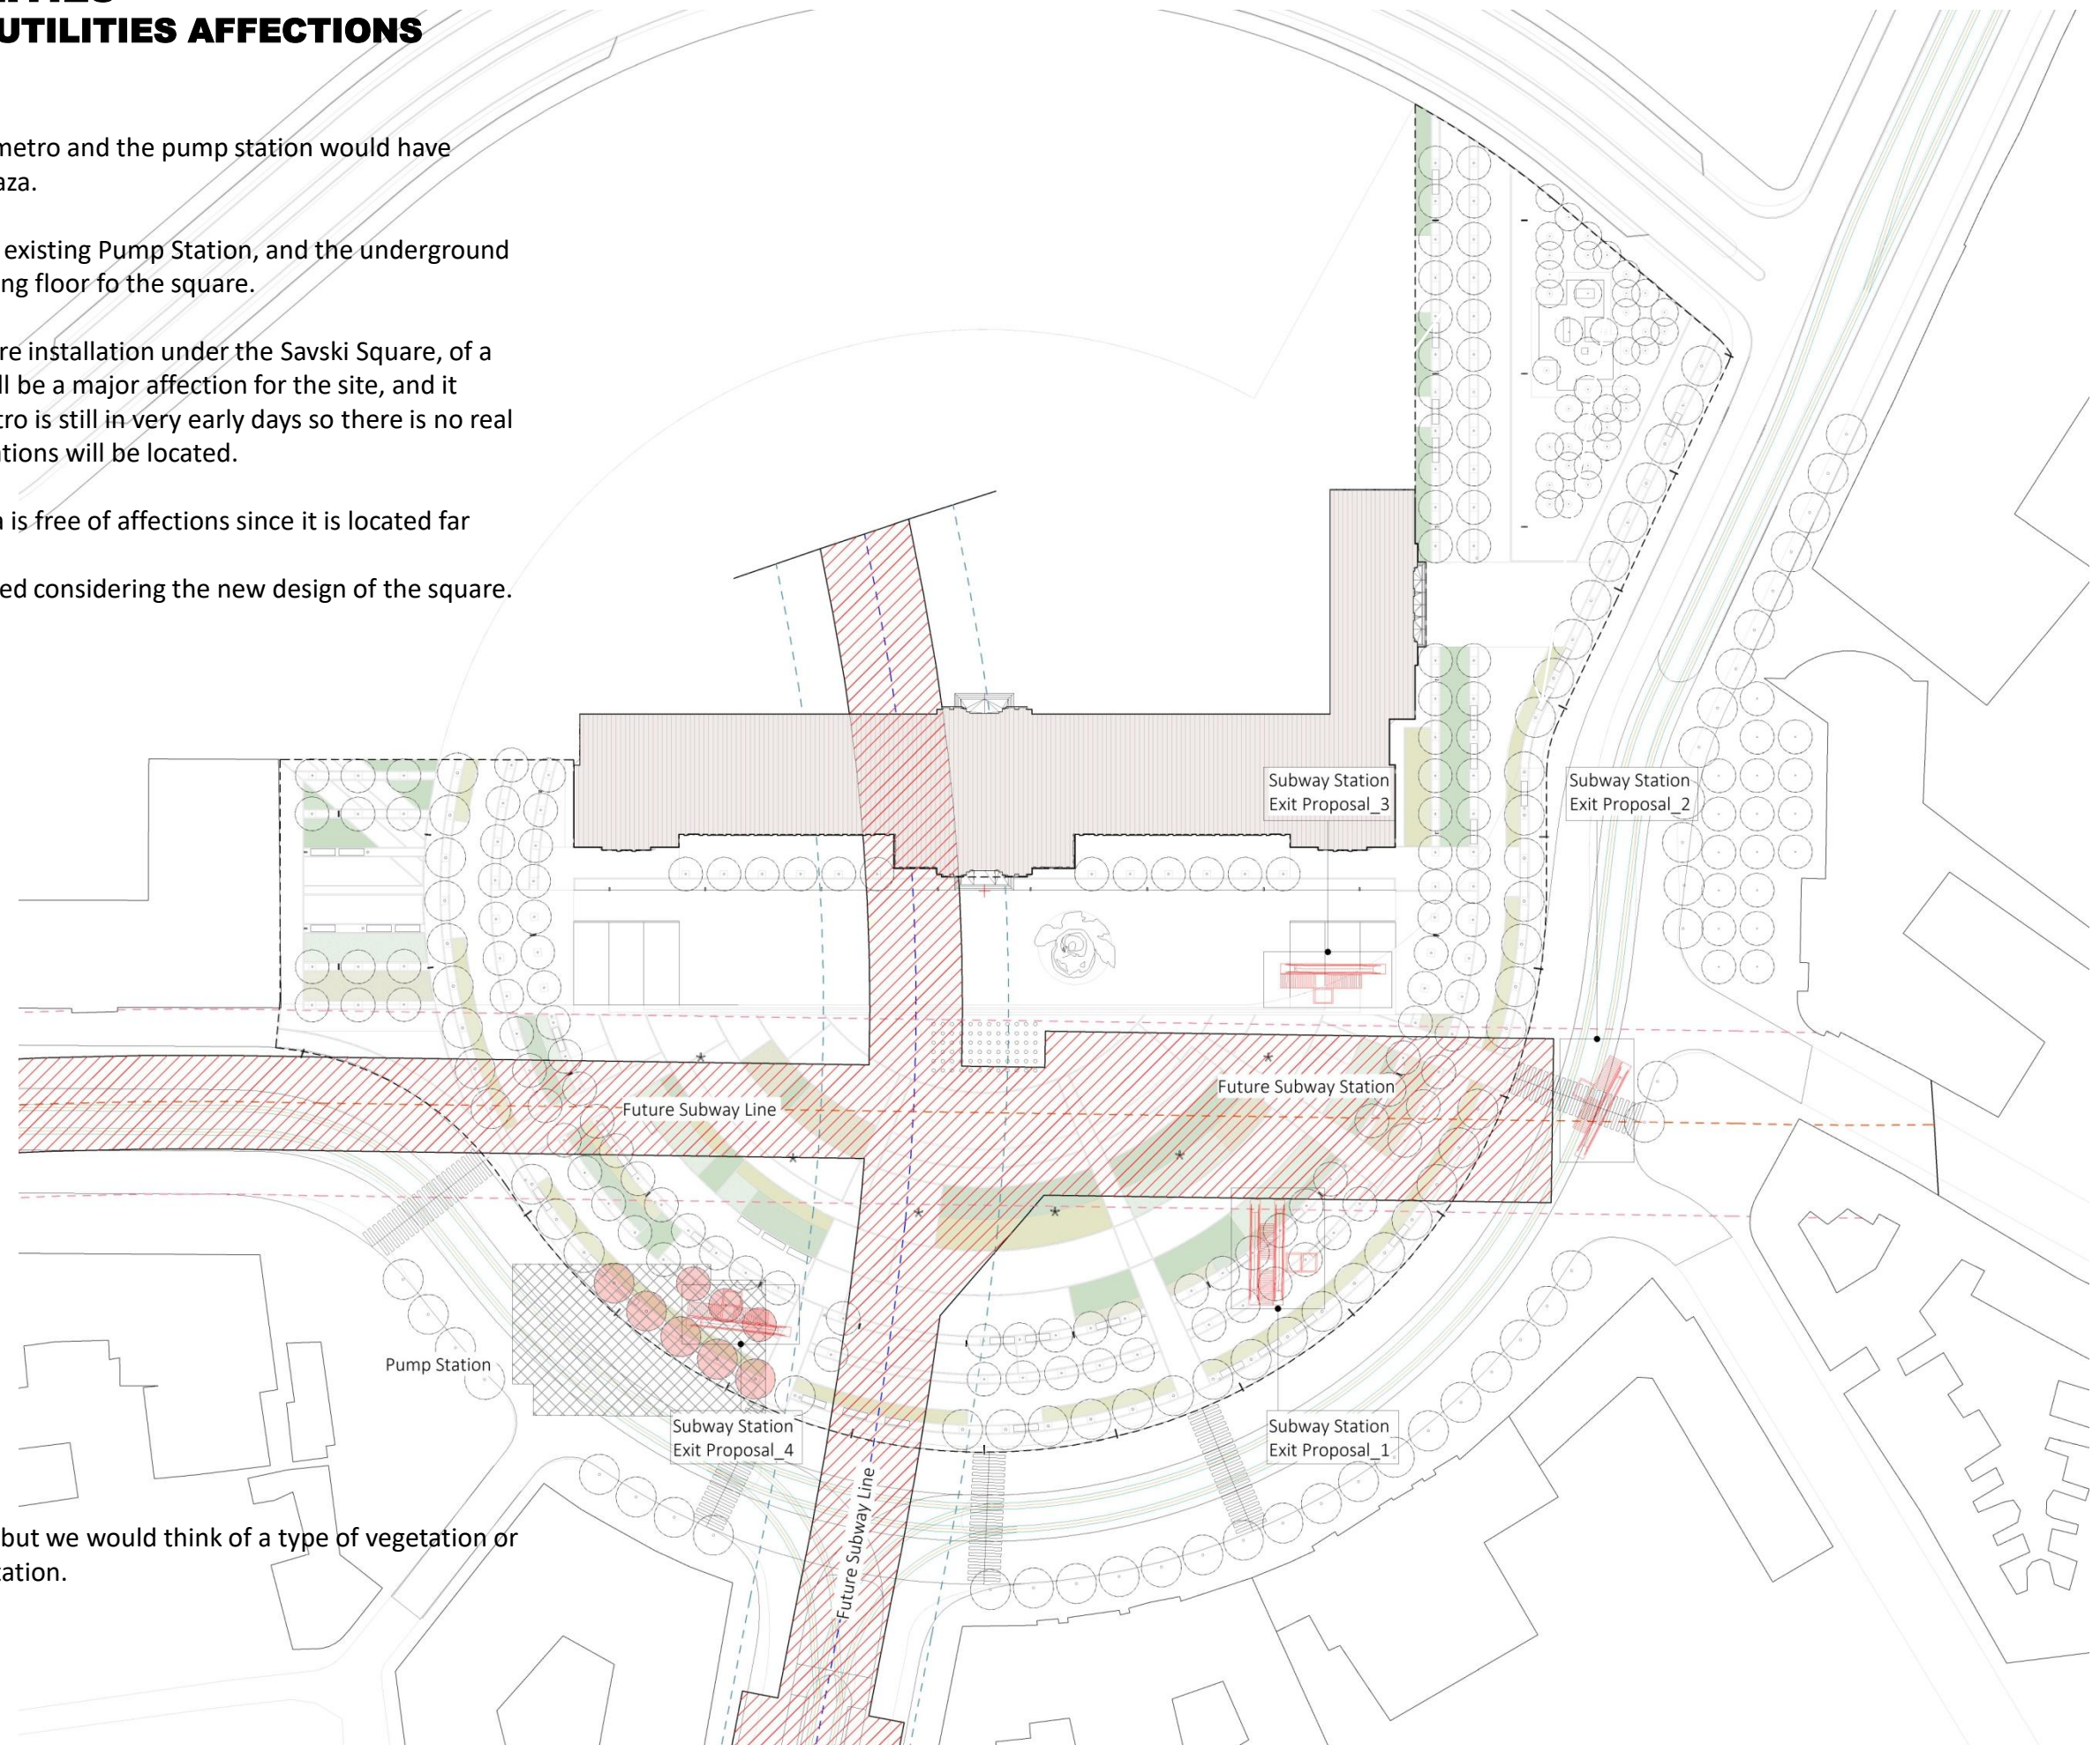 UTILITIES AFFECTIONS
metro and the pump station would have
existing Pump Station, and the underground
ng floor fo the square.
re installation under the Savski Square, of a
ll be a major affection for the site, and it
tro is still in very early days so there is no real
tions will be located.
is free of affections since it is located far
ed considering the new design of the square.
Subway Station
Exit Proposal_3
Subway Station
Exit Proposal_2
Future Subway Line
Future Subway Station
Pump Station
Subway Station
Exit Proposal_4
Subway Station
Exit Proposal_1
Future Subway Line
but we would think of a type of vegetation or